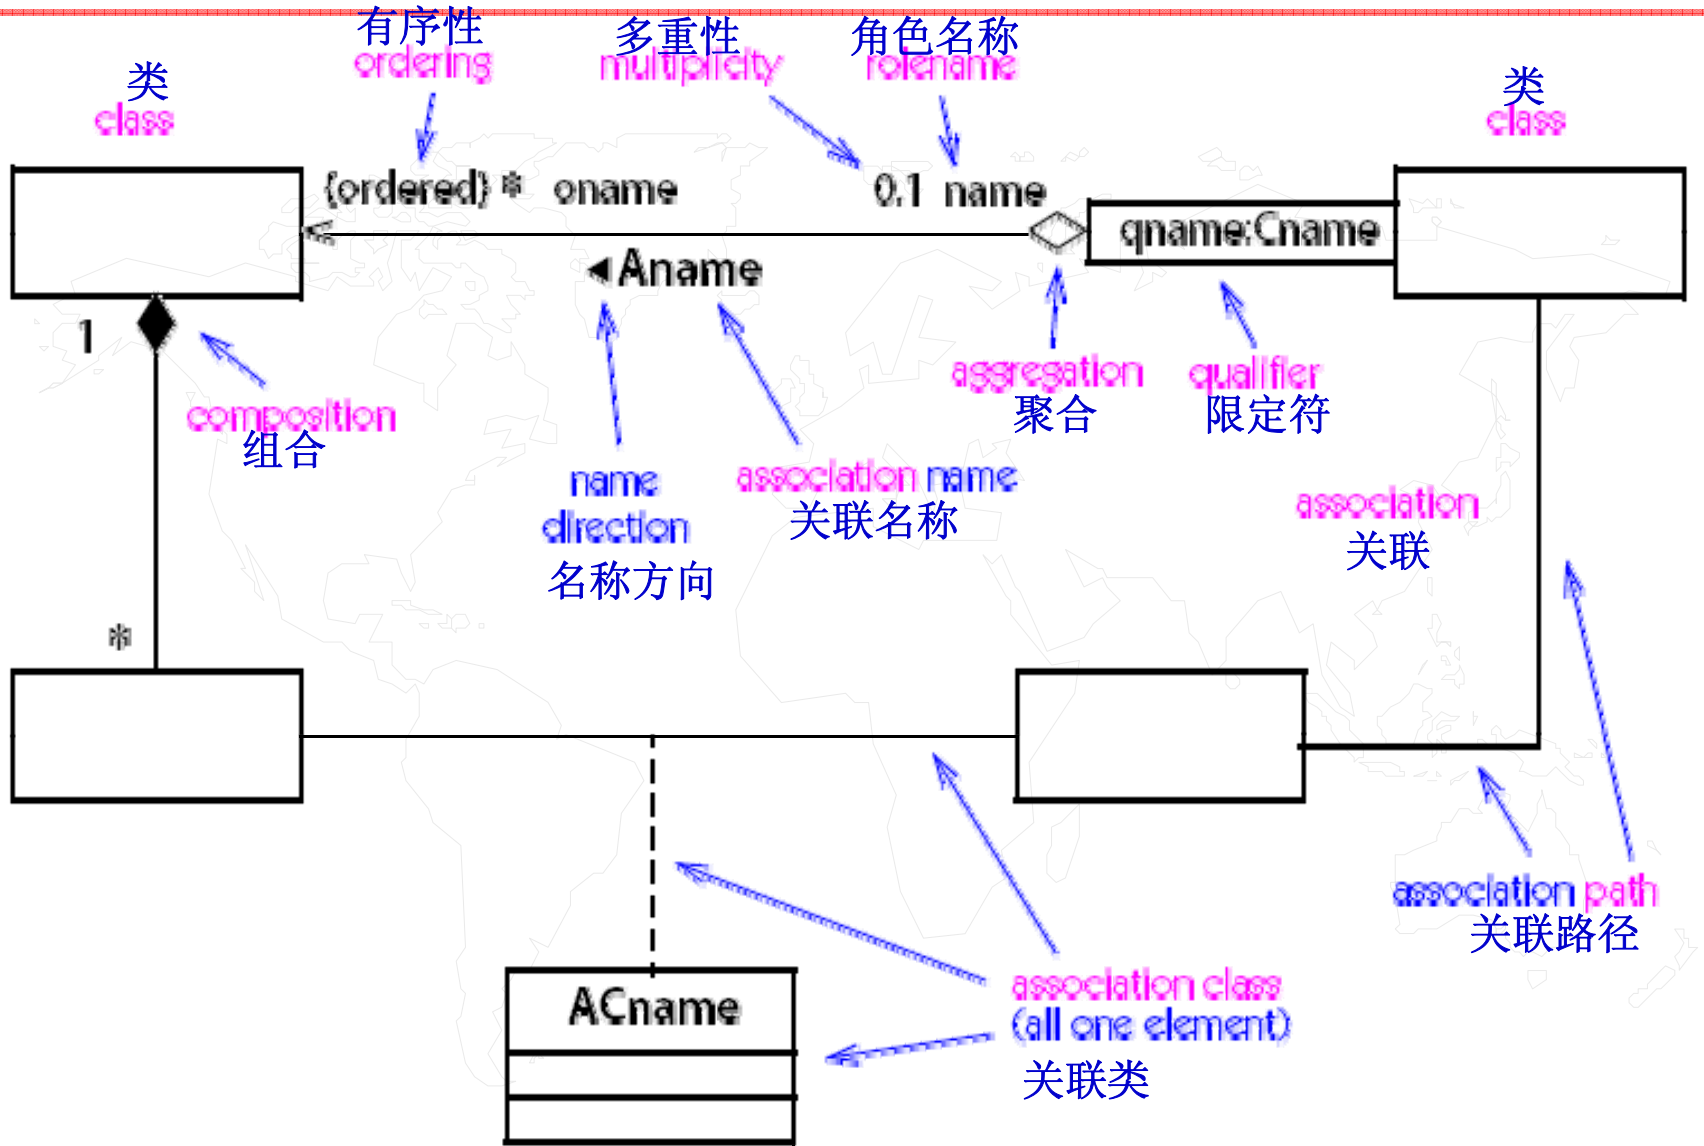 有序性
多重性
角色名称
ordering
multiplicity
rolename
类
class
类
class
{ordered} * oname
0.1 name
qname:Cname
◄Aname
1
composition
组合
aggregation
聚合
qualifier
限定符
name
direction
名称方向
association name
关联名称
association
关联
*
association path
关联路径
ACname
association class
(all one element)
关联类